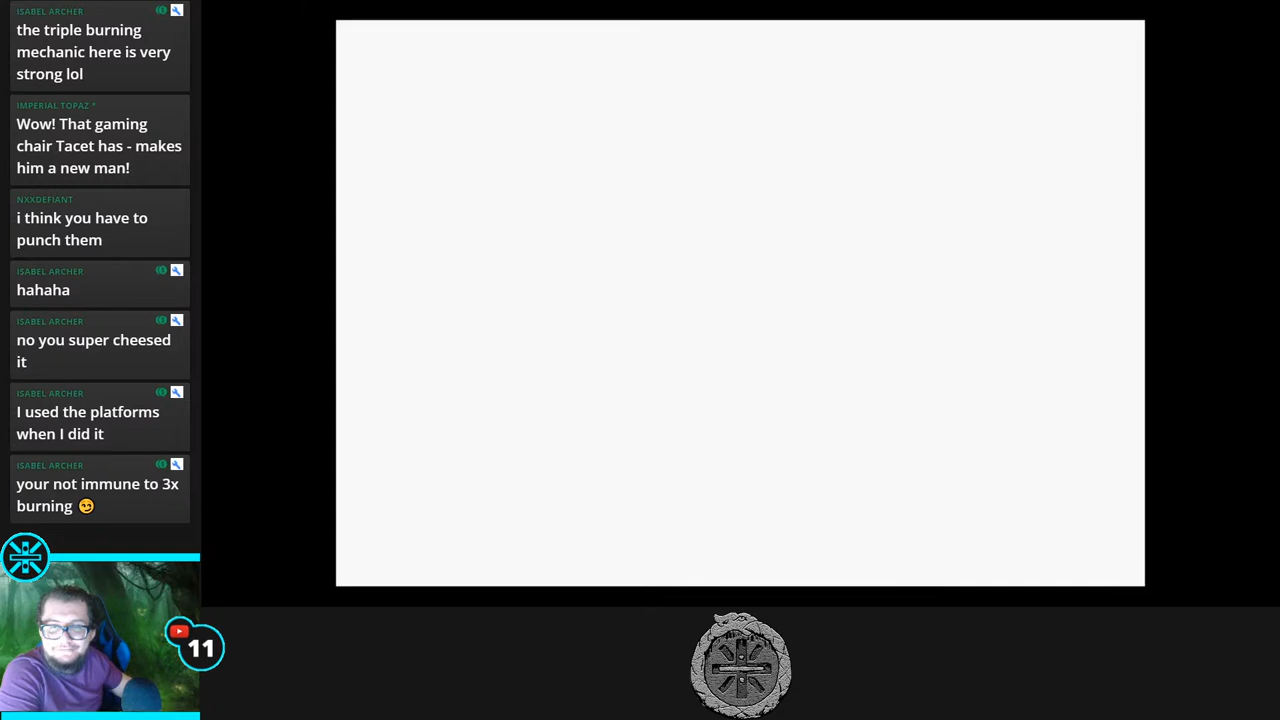 ISABEL ARCHER
the triple burning
mechanic here is very
strong lol
IMPERIAL TOPAZ *
Wow! That gaming
chair Tacet has - makes
him a new man!
NXXDEFIANT
i think you have to
punch them
ISABEL ARCHER
hahaha
ISABEL ARCHER
no you super cheesed
it
ISABEL ARCHER
I used the platforms
when I did it
ISABEL ARCHER
your not immune to 3x
burning 😏
11